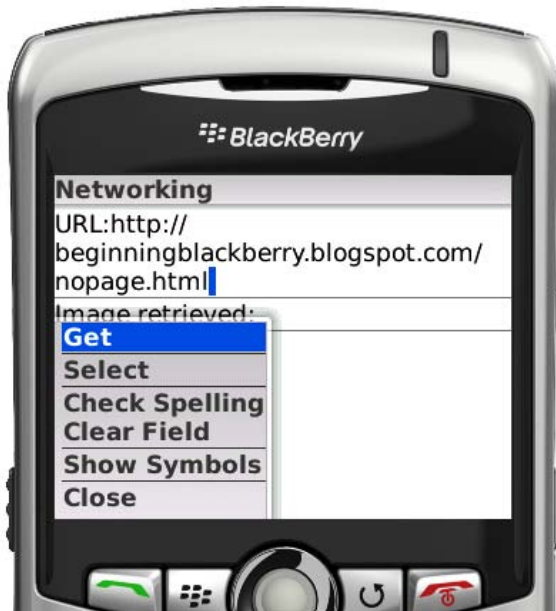 BlackBerry
Networking
URL:http://
beginningblackberry.blogspot.com/
nopage.html
Image retrieved:
Get
Select
Check Spelling
Clear Field
Show Symbols
Close